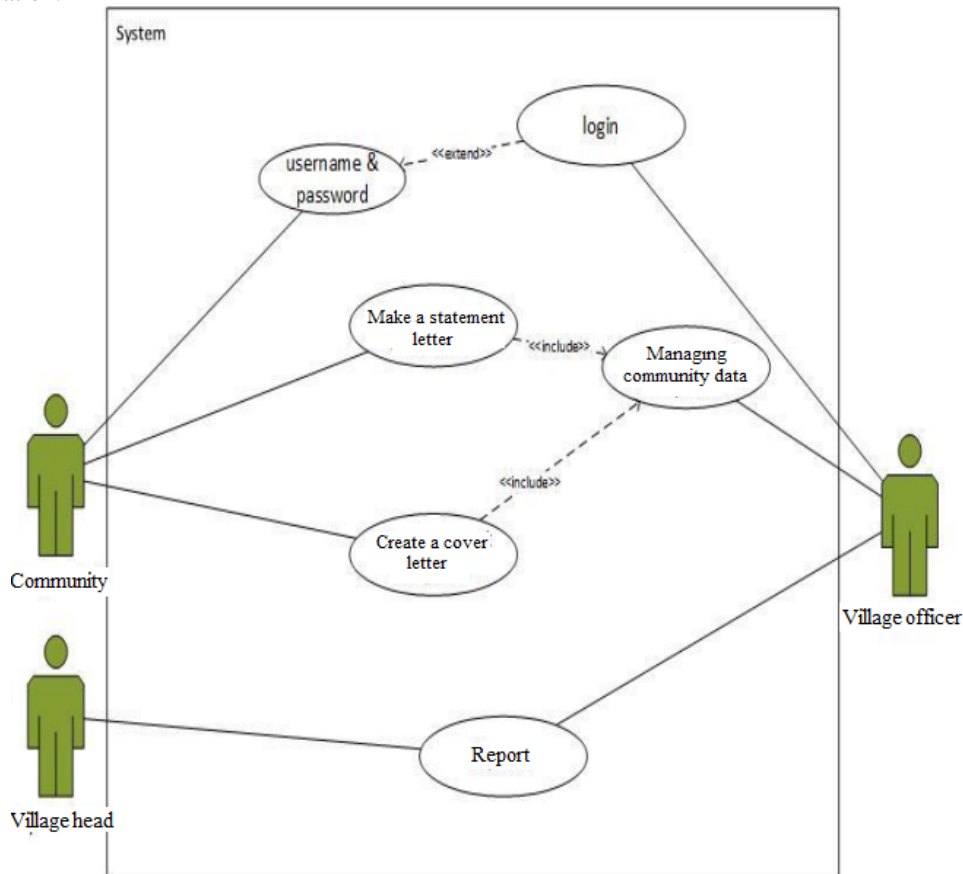 System
login
<<extend>>
username &
password
Make a statement
letter
<<include>>
Managing
community data
<<include>>
Create a cover
letter
Community
Village officer
Report
Village head